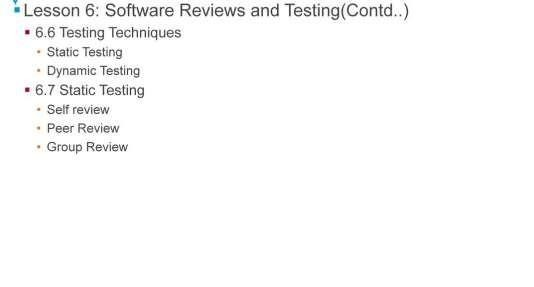 Lesson 6: Software Reviews and Testing(Contd..)
6.6 Testing Techniques
Static Testing
Dynamic Testing
6.7 Static Testing
Self review
Peer Review
Group Review